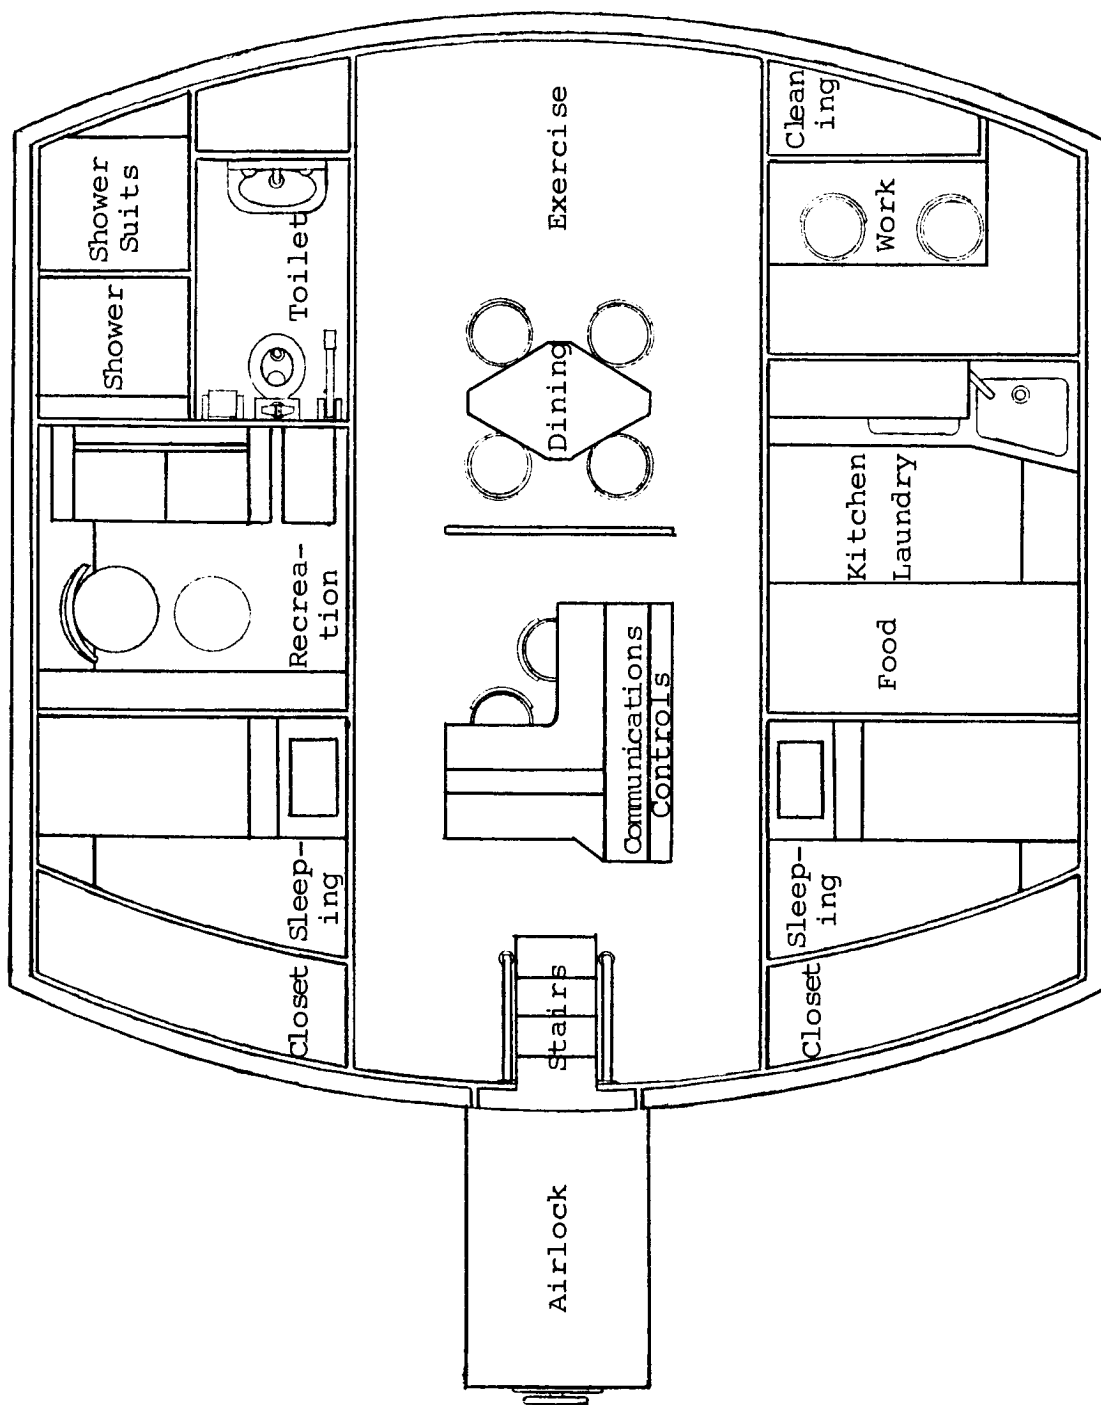 Shower
Suits
Shower
Toilet
Exercise
Clean
ing
Work
Dining
Kitchen
Laundry
Food
Recrea-
tion
Communications
Controls
Sleep-
ing
Sleep-
ing
Closet
Closet
Stairs
Airlock